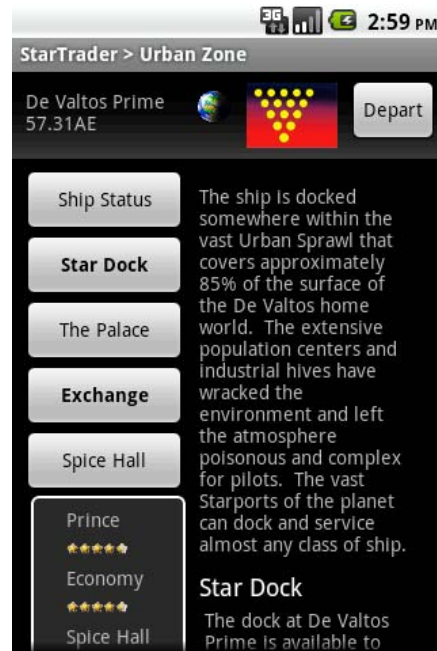 3G 2:59 PM
StarTrader > Urban Zone
De Valtos Prime
57.31AE
Depart
Ship Status
Star Dock
The Palace
Exchange
Spice Hall
Prince
Economy
Spice Hall
The ship is docked
somewhere within the
vast Urban Sprawl that
covers approximately
85% of the surface of
the De Valtos home
world. The extensive
population centers and
industrial hives have
wracked the
environment and left
the atmosphere
poisonous and complex
for pilots. The vast
Starports of the planet
can dock and service
almost any class of ship.
Star Dock
The dock at De Valtos
Prime is available to